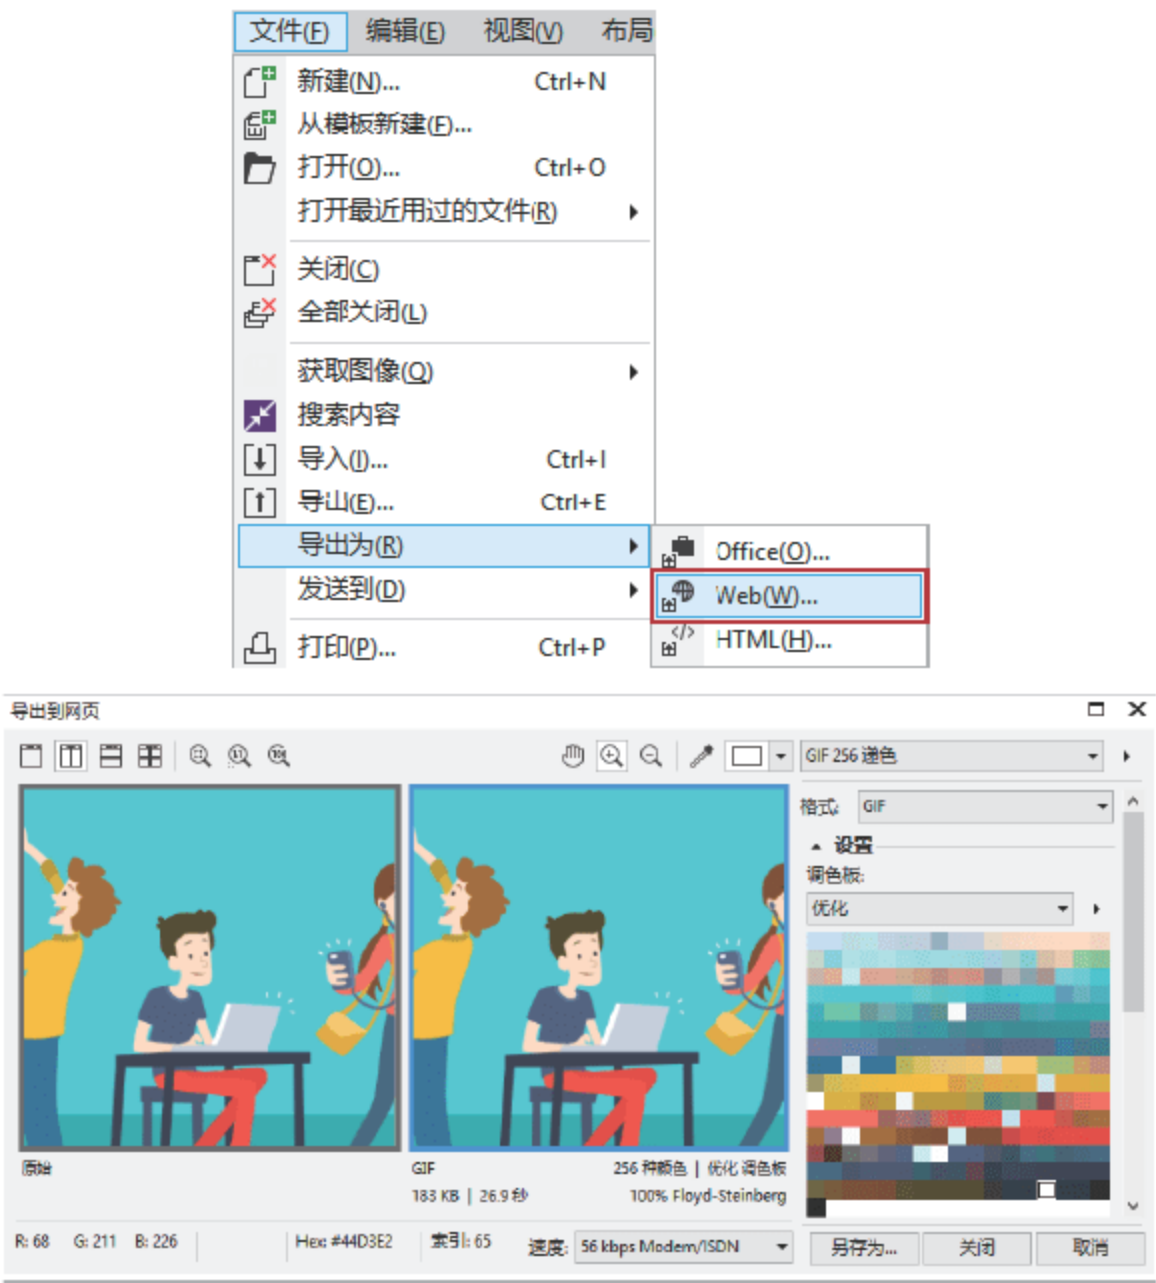 文件(F) 编辑(E) 视图(V) 布局
新建(N)... Ctrl+N
从模板新建(F)...
打开(O)... Ctrl+O
打开最近用过的文件(R)
关闭(C)
全部关闭(L)
获取图像(Q)
搜索内容
导入(I)... Ctrl+I
导出(E)... Ctrl+E
导出为(R)
Office(O)...
发送到(D)
Web(W)...
HTML(H)...
打印(P)... Ctrl+P
导出到网页
GIF 256 递色
格式: GIF
设置
调色板:
优化
原始
GIF 256 种颜色 | 优化 调色板
183 KB | 26.9 秒 100% Floyd-Steinberg
R: 68 G: 211 B: 226 Hex: #44D3E2 索引: 65 速度: 56 kbps Modem/ISDN 另存为... 关闭 取消